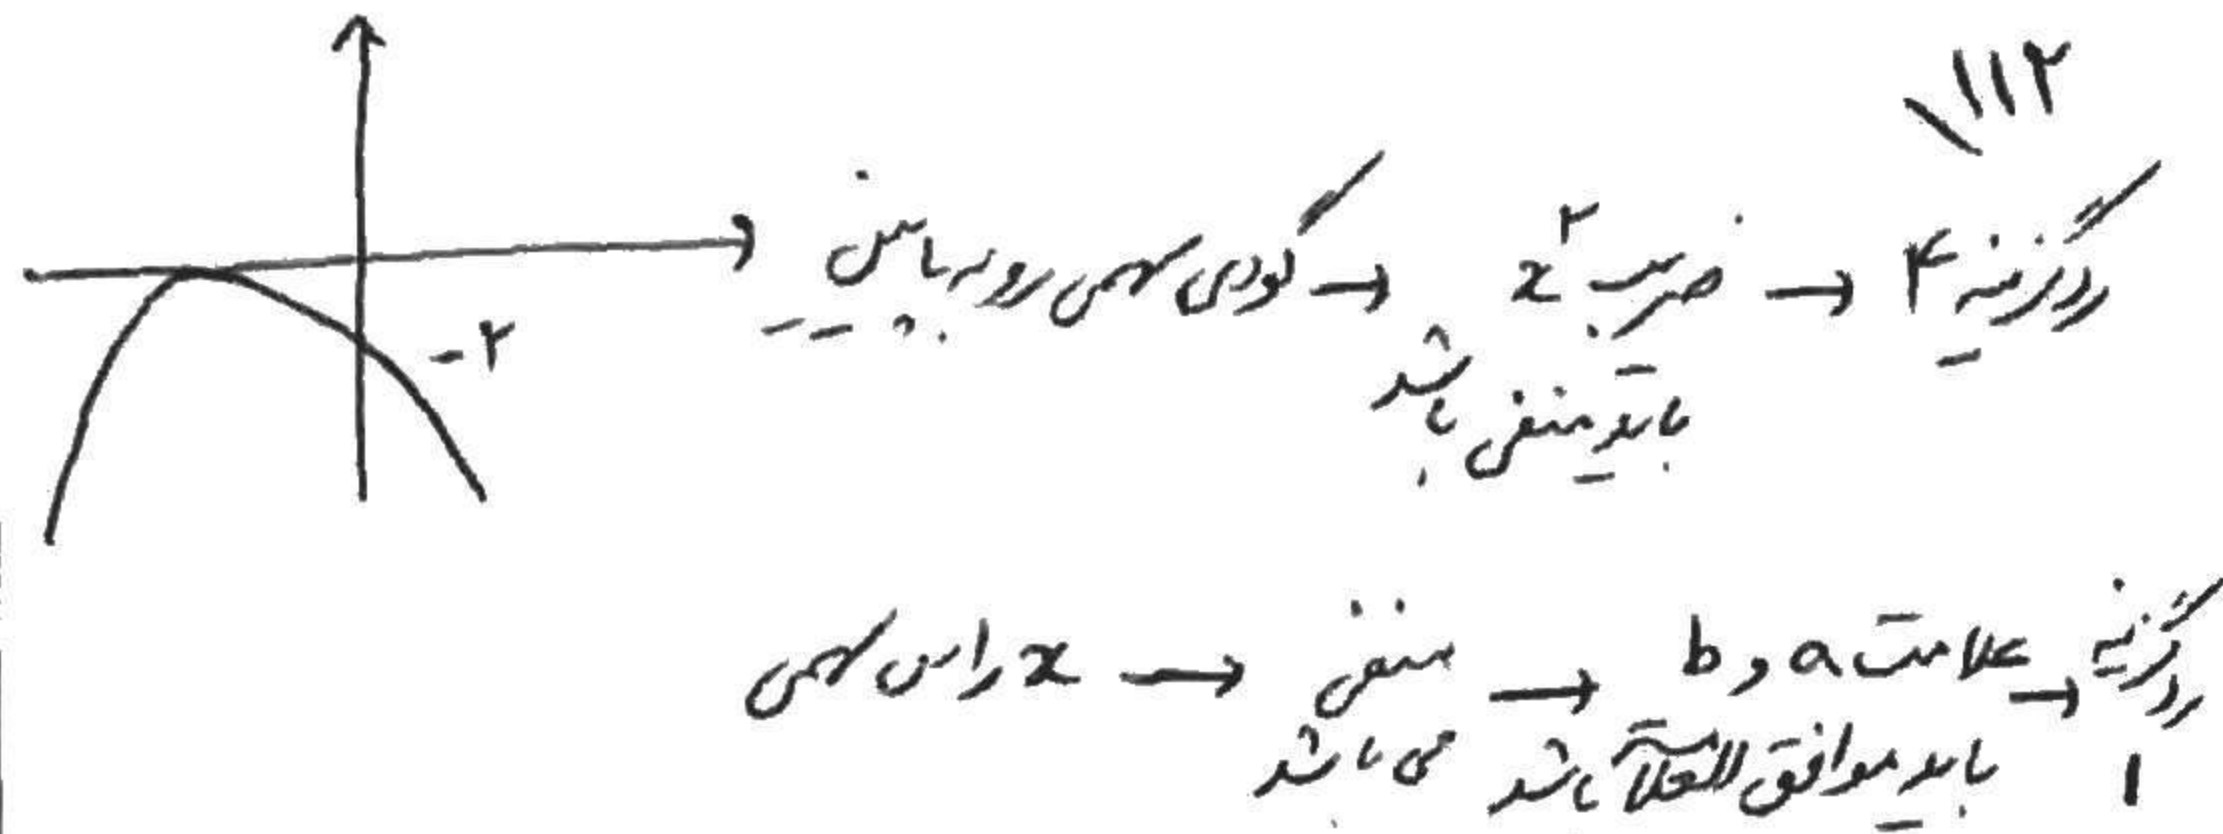 ۱۱۲
گودی سهمی رو به پایین → ضریب x² باید منفی باشد → رد گزینه ۴
-۲
x راس سهمی → منفی می باشد → علامت a و b باید موافق العلامت باشد → رد گزینه ۱